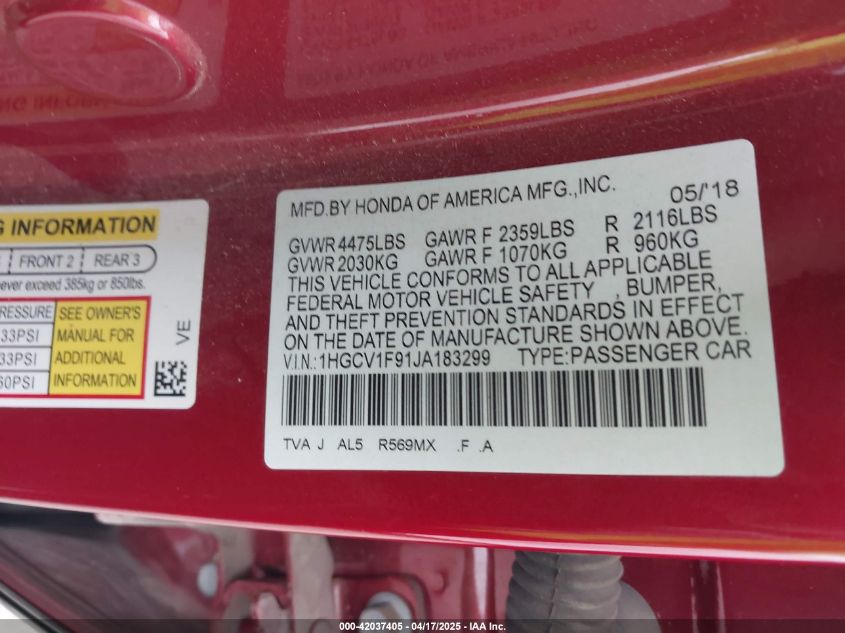 G INFORMATION
FRONT 2 REAR 3
never exceed 385kg or 850lbs.
PRESSURE SEE OWNER'S
33PSI MANUAL FOR
33PSI ADDITIONAL
60PSI INFORMATION
VE
MFD.BY HONDA OF AMERICA MFG.,INC. 05/'18
GVWR 4475LBS GAWR F 2359LBS R 2116LBS
GVWR 2030KG GAWR F 1070KG R 960KG
THIS VEHICLE CONFORMS TO ALL APPLICABLE
FEDERAL MOTOR VEHICLE SAFETY , BUMPER,
AND THEFT PREVENTION STANDARDS IN EFFECT
ON THE DATE OF MANUFACTURE SHOWN ABOVE.
V.I.N.: 1HGCV1F91JA183299 TYPE:PASSENGER CAR
TVA J AL5 R569MX .F .A
000-42037405 - 04/17/2025 - IAA Inc.